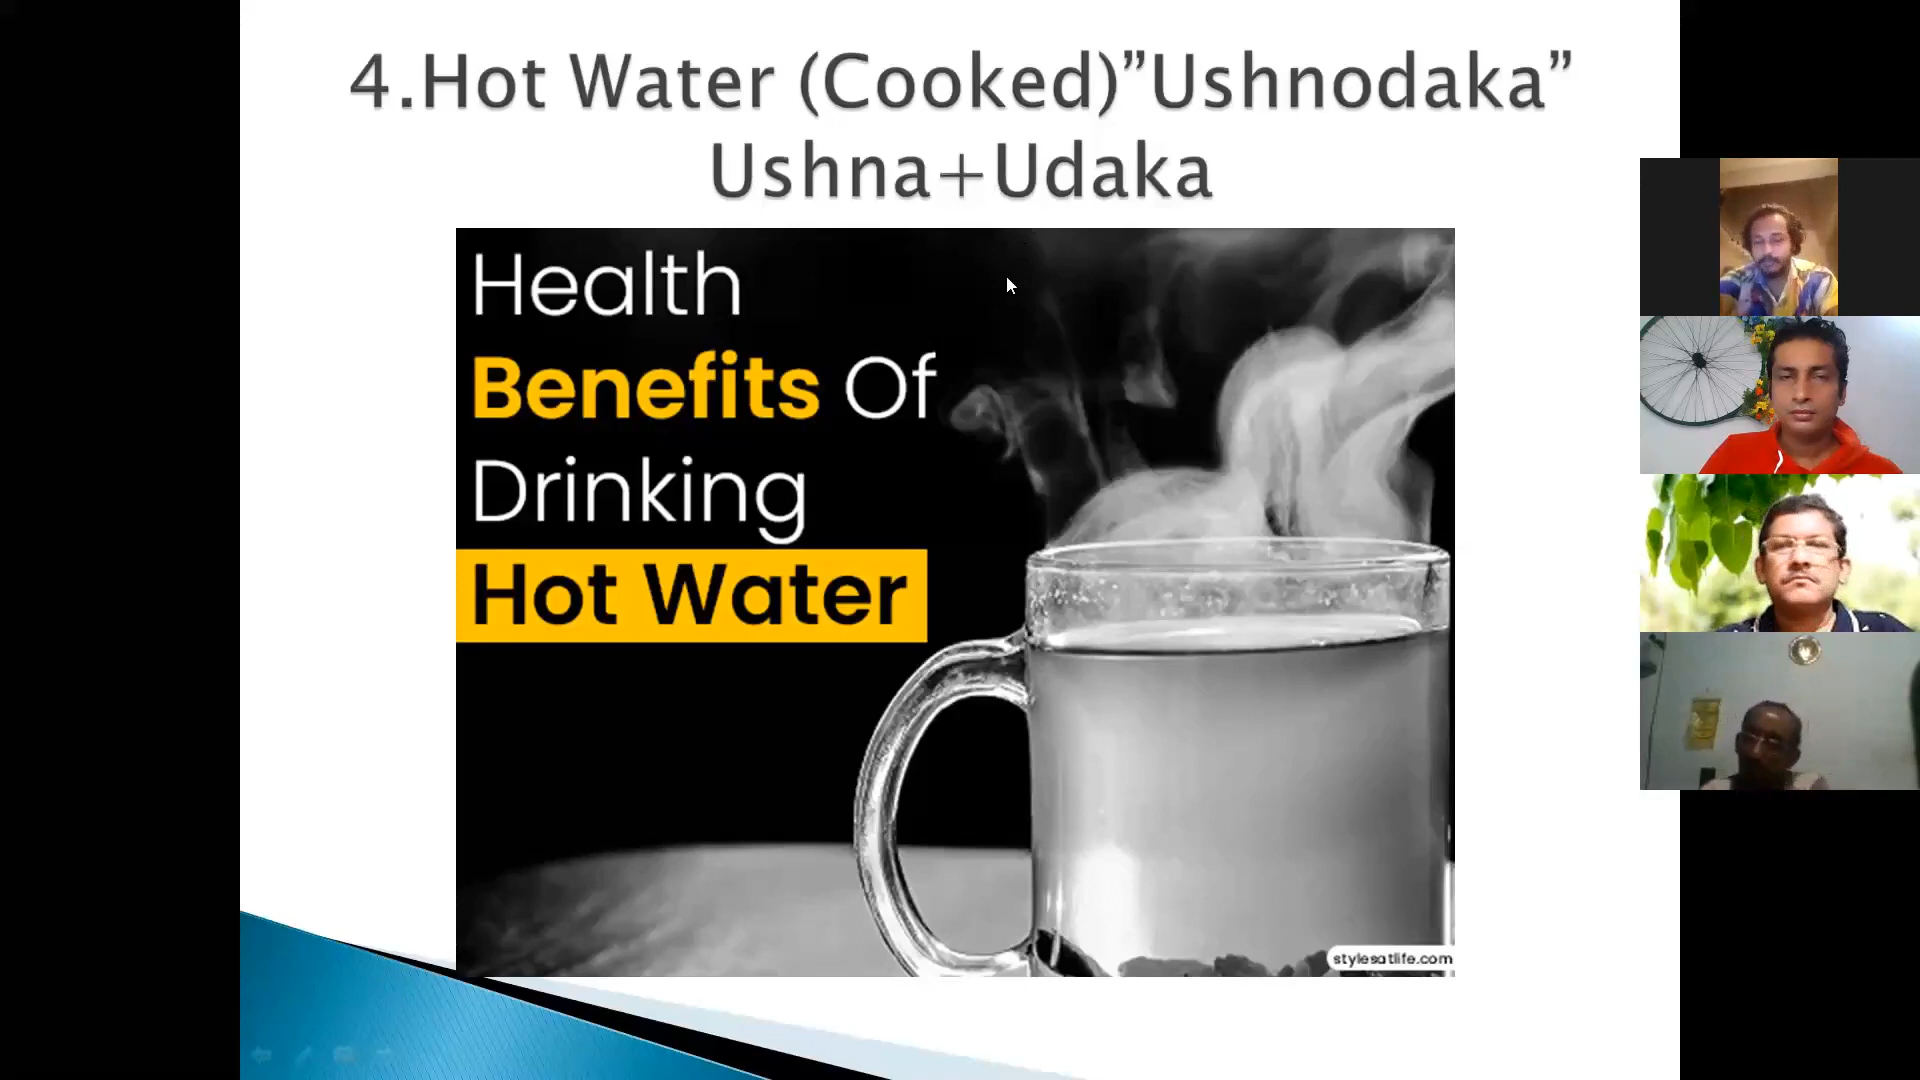 4.Hot Water (Cooked)”Ushnodaka”
Ushna+Udaka
Health
Benefits Of
Drinking
Hot Water
stylesatlife.com